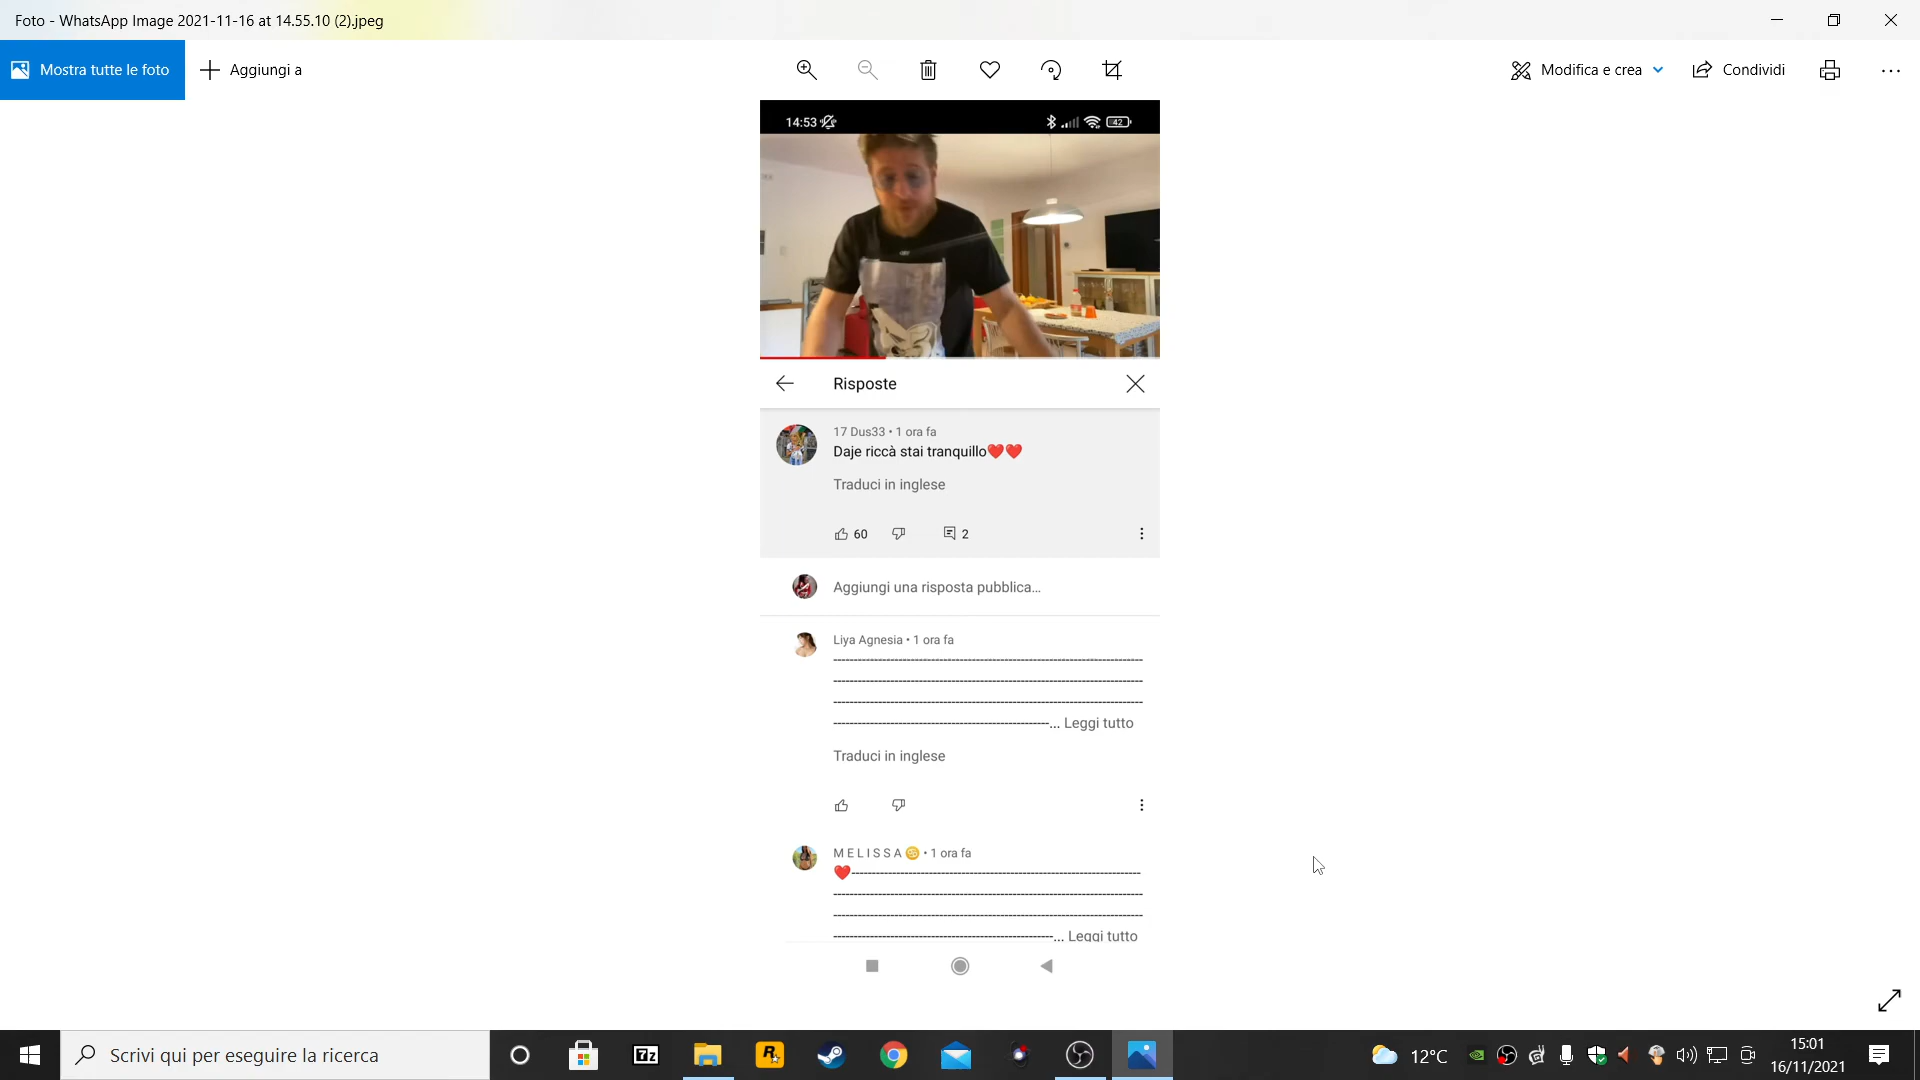 Foto - WhatsApp Image 2021-11-16 at 14.55.10 (2).jpeg
Mostra tutte le foto
Aggiungi a
Modifica e crea
Condividi
14:53
42
Risposte
17 Dus33 • 1 ora fa
Daje riccà stai tranquillo❤️❤️
Traduci in inglese
60
2
Aggiungi una risposta pubblica...
Liya Agnesia • 1 ora fa
----------------------------------------------------------------------
----------------------------------------------------------------------
----------------------------------------------------------------------
-------------------------------------------------... Leggi tutto
Traduci in inglese
M E L I S S A ♋ • 1 ora fa
❤️-----------------------------------------------------------------
----------------------------------------------------------------------
----------------------------------------------------------------------
--------------------------------------------------... Leggi tutto
Scrivi qui per eseguire la ricerca
7z
R
12°C
15:01
16/11/2021